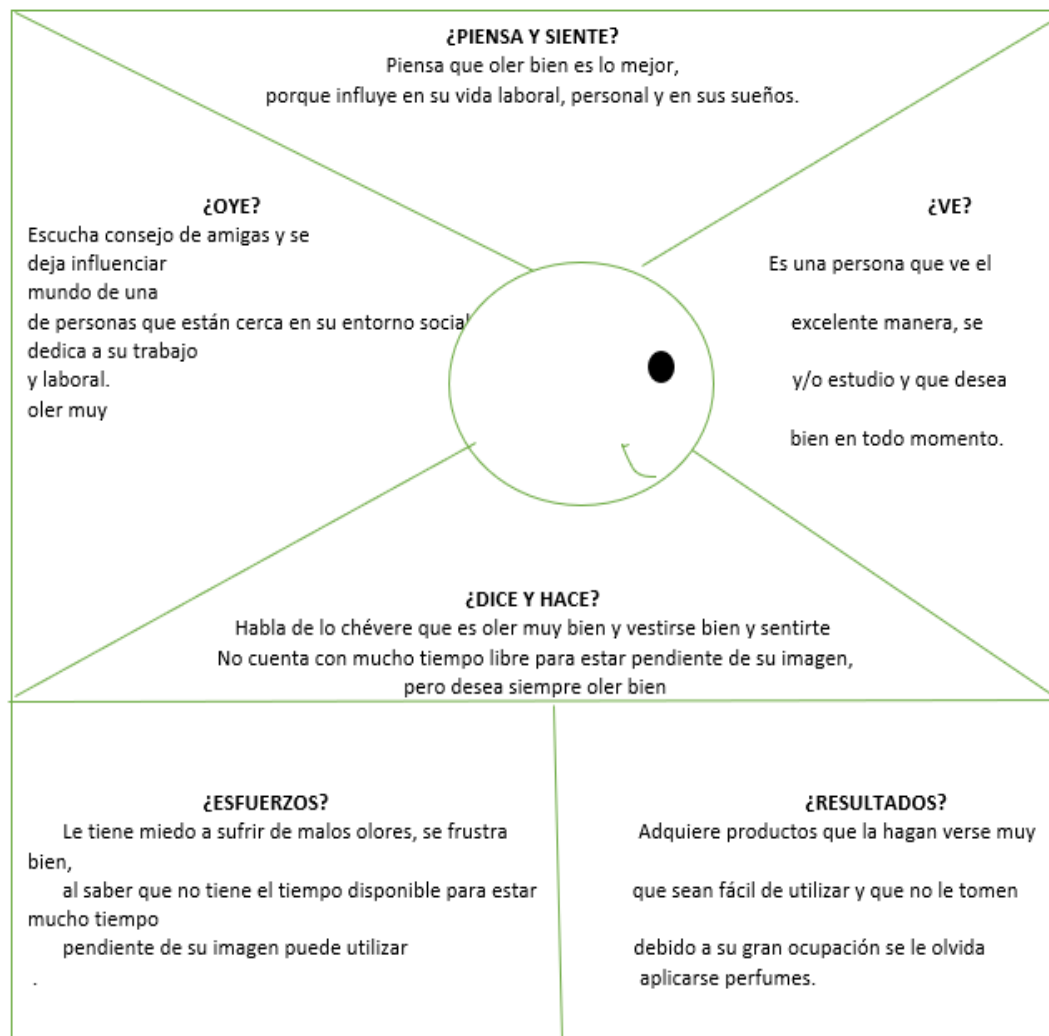 ¿PIENSA Y SIENTE?
Piensa que oler bien es lo mejor,
porque influye en su vida laboral, personal y en sus sueños.
¿OYE?
Escucha consejo de amigas y se
deja influenciar
mundo de una
de personas que están cerca en su entorno social
dedica a su trabajo
y laboral.
oler muy
¿VE?
Es una persona que ve el
excelente manera, se
y/o estudio y que desea
bien en todo momento.
¿DICE Y HACE?
Habla de lo chévere que es oler muy bien y vestirse bien y sentirte
No cuenta con mucho tiempo libre para estar pendiente de su imagen,
pero desea siempre oler bien
¿ESFUERZOS?
Le tiene miedo a sufrir de malos olores, se frustra
bien,
al saber que no tiene el tiempo disponible para estar
mucho tiempo
pendiente de su imagen puede utilizar
.
¿RESULTADOS?
Adquiere productos que la hagan verse muy
que sean fácil de utilizar y que no le tomen
debido a su gran ocupación se le olvida
aplicarse perfumes.